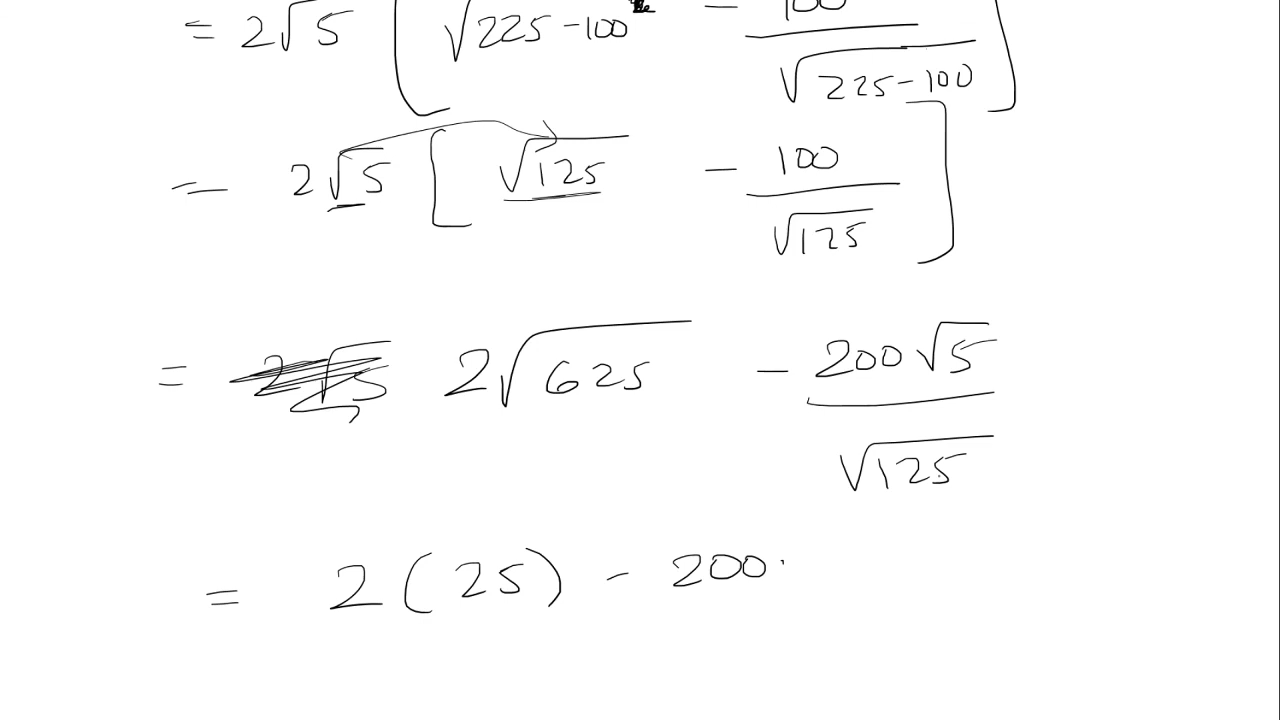 = 2√5 [ √225-100 - 100/√225-100 ]
= 2√5 [ √125 - 100/√125 ]
= 2√625 - 200√5/√125
= 2(25) - 200·